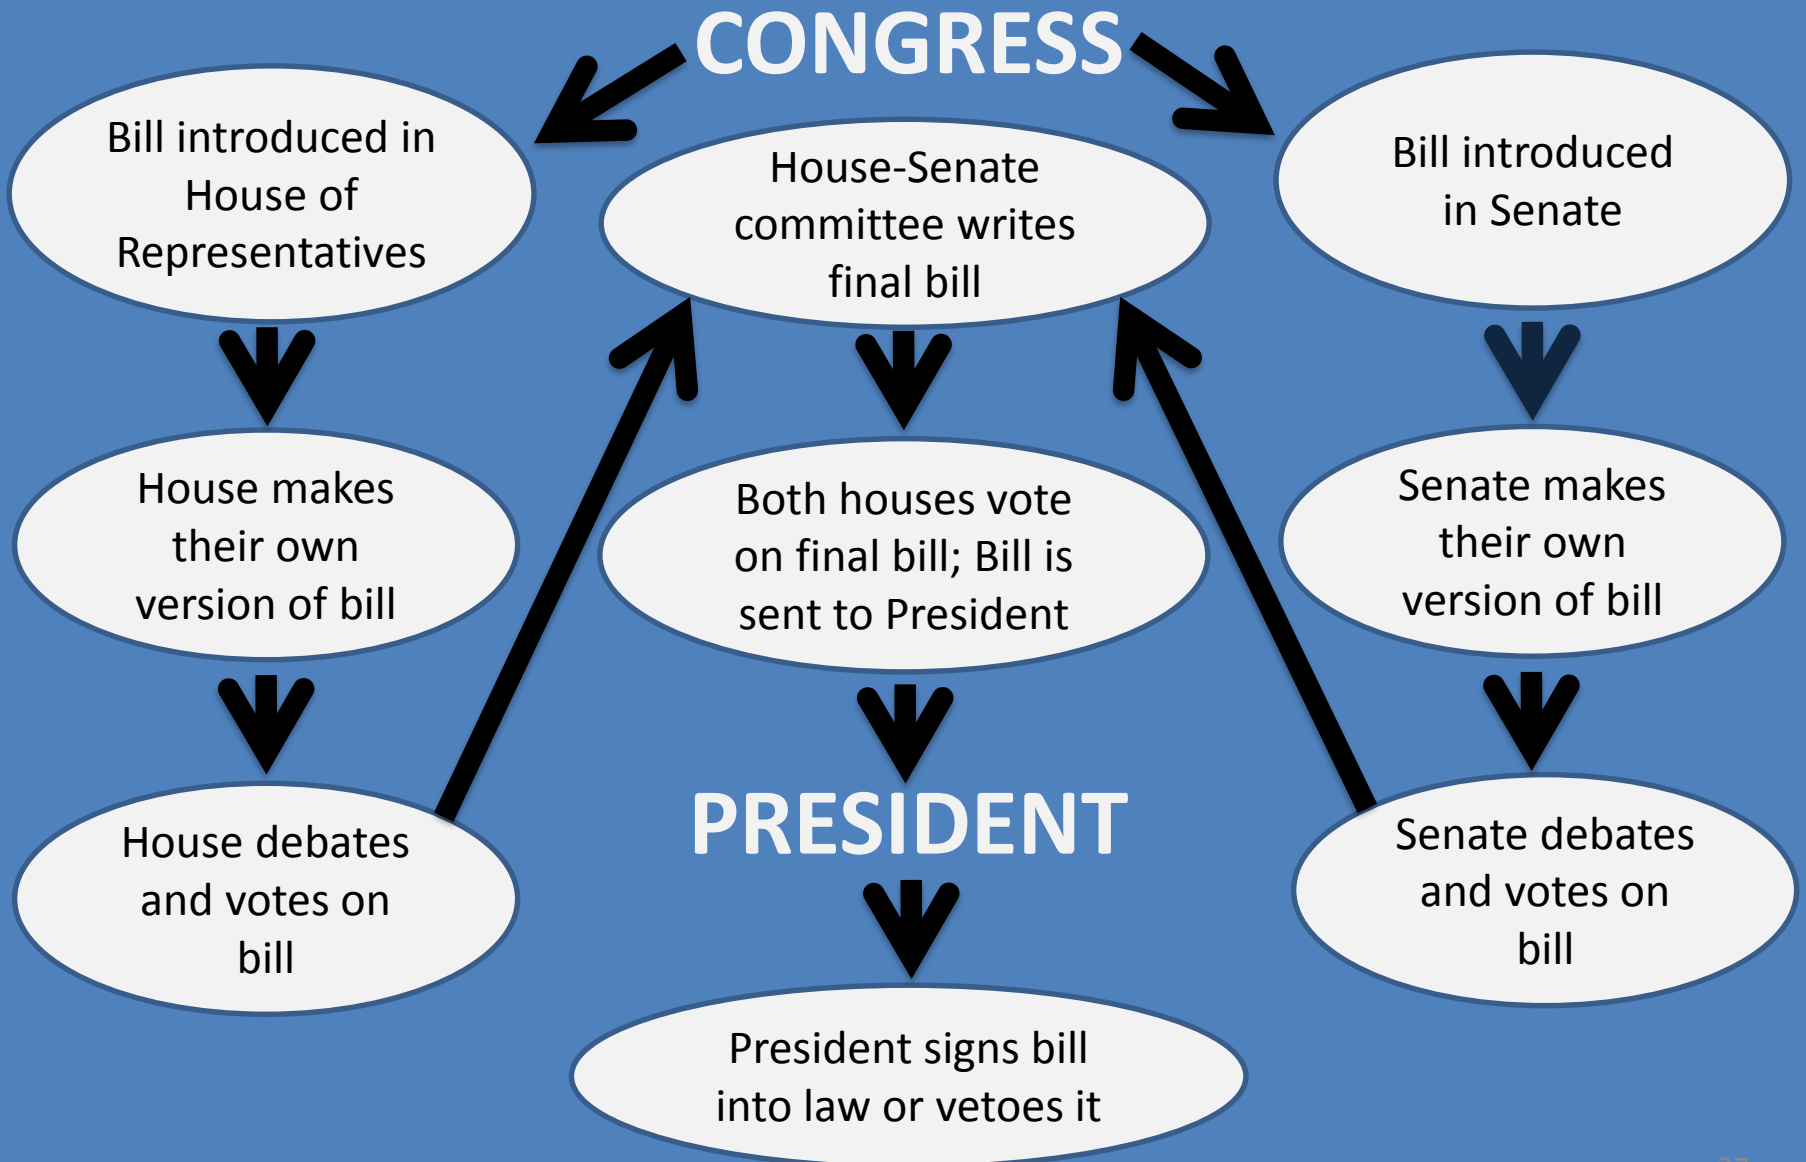 CONGRESS
Bill introduced in
House of
Representatives
House makes
their own
version of bill
House debates
and votes on
bill
House-Senate
committee writes
final bill
Both houses vote
on final bill; Bill is
sent to President
PRESIDENT
President signs bill
into law or vetoes it
Bill introduced
in Senate
Senate makes
their own
version of bill
Senate debates
and votes on
bill